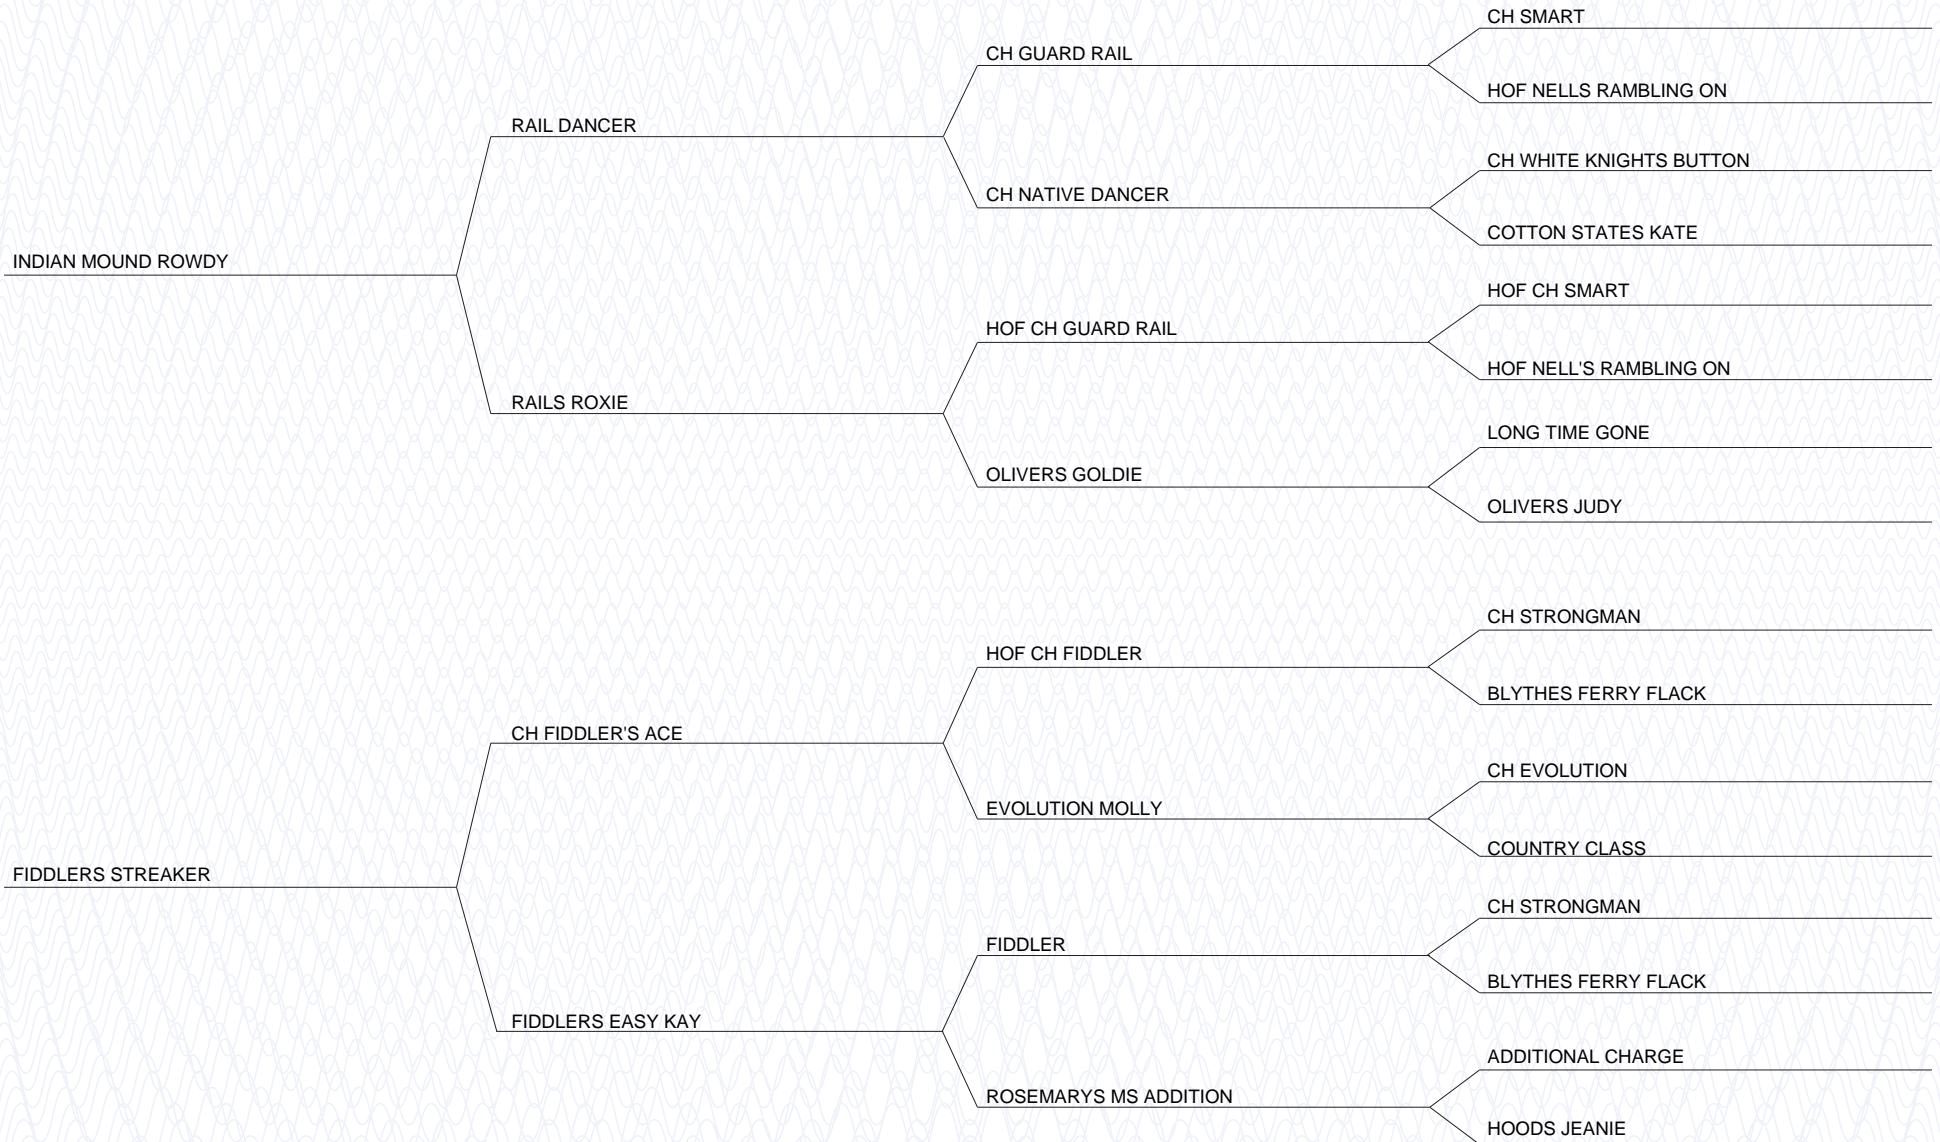 CH SMART
CH GUARD RAIL
HOF NELLS RAMBLING ON
RAIL DANCER
CH WHITE KNIGHTS BUTTON
CH NATIVE DANCER
COTTON STATES KATE
INDIAN MOUND ROWDY
HOF CH SMART
HOF CH GUARD RAIL
HOF NELL'S RAMBLING ON
RAILS ROXIE
LONG TIME GONE
OLIVERS GOLDIE
OLIVERS JUDY
CH STRONGMAN
HOF CH FIDDLER
BLYTHES FERRY FLACK
CH FIDDLER'S ACE
CH EVOLUTION
EVOLUTION MOLLY
COUNTRY CLASS
FIDDLERS STREAKER
CH STRONGMAN
FIDDLER
BLYTHES FERRY FLACK
FIDDLERS EASY KAY
ADDITIONAL CHARGE
ROSEMARYS MS ADDITION
HOODS JEANIE